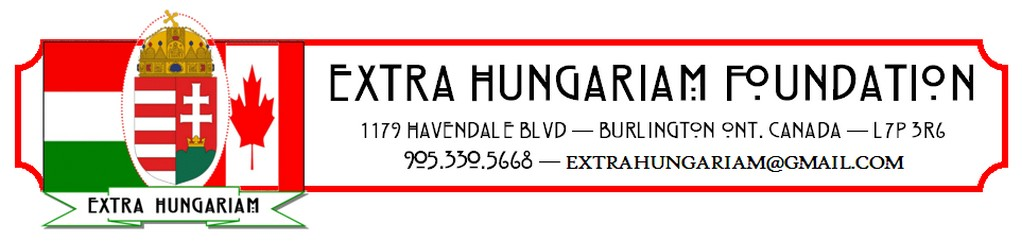 EXTRA HUNGARIAM FOUNDATION
1179 HAVENDALE BLVD — BURLINGTON ONT. CANADA — L7P 3R6
905.330.5668 — EXTRAHUNGARIAM@GMAIL.COM
EXTRA HUNGARIAM